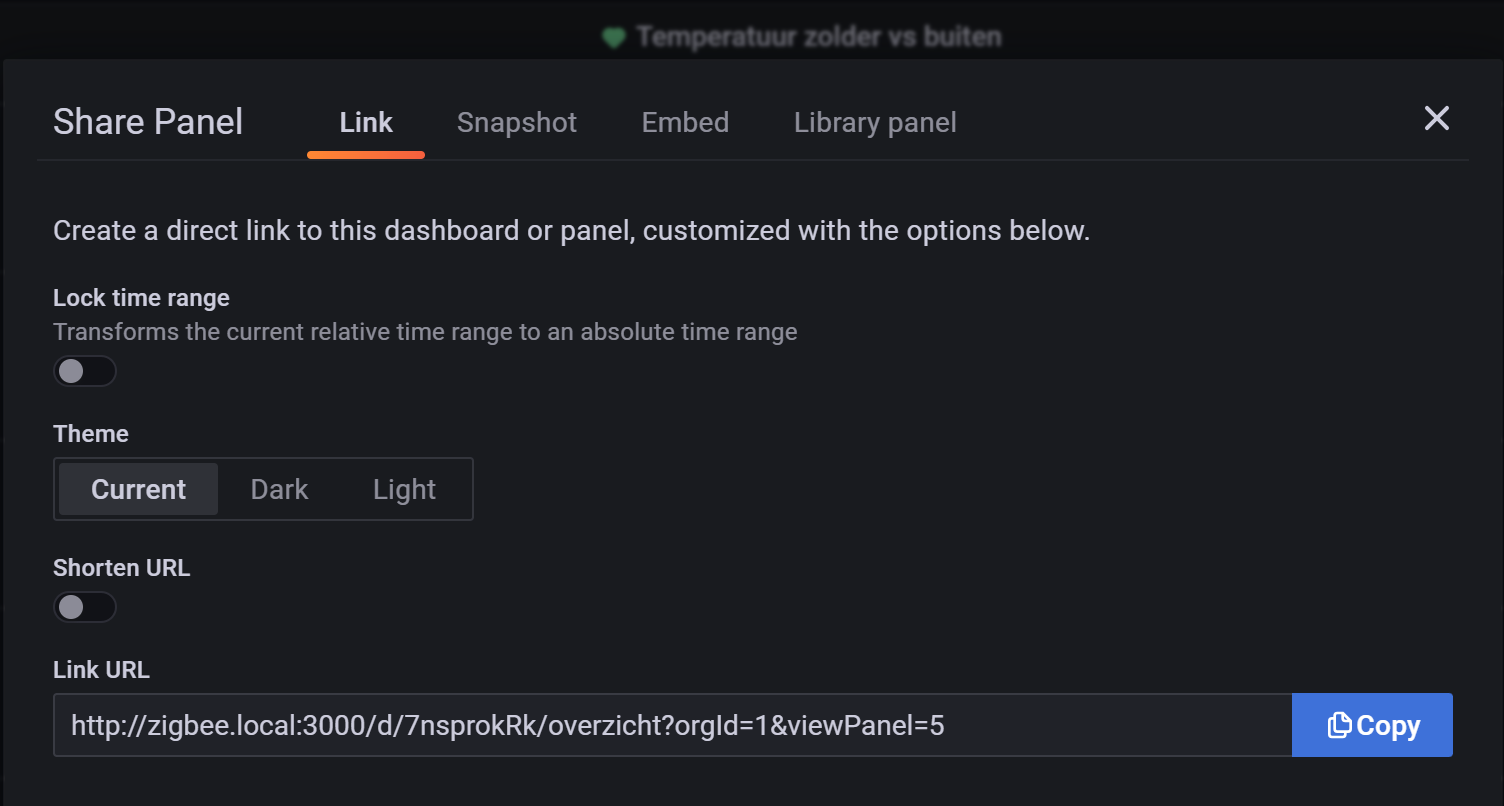 Temperatuur zolder vs buiten
Share Panel Link Snapshot Embed Library panel
Create a direct link to this dashboard or panel, customized with the options below.
Lock time range
Transforms the current relative time range to an absolute time range
Theme
Current Dark Light
Shorten URL
Link URL
http://zigbee.local:3000/d/7nsprokRk/overzicht?orgId=1&viewPanel=5 Copy